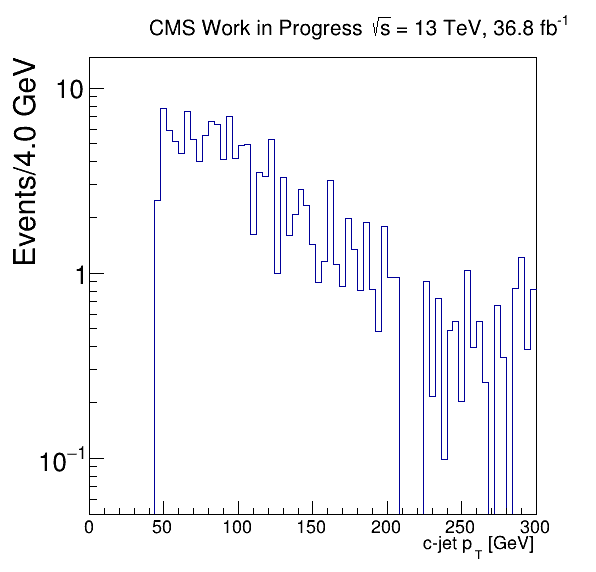 CMS Work in Progress √s = 13 TeV, 36.8 fb⁻¹
Events/4.0 GeV
10
1
10⁻¹
0 50 100 150 200 250 300
c-jet p_T [GeV]